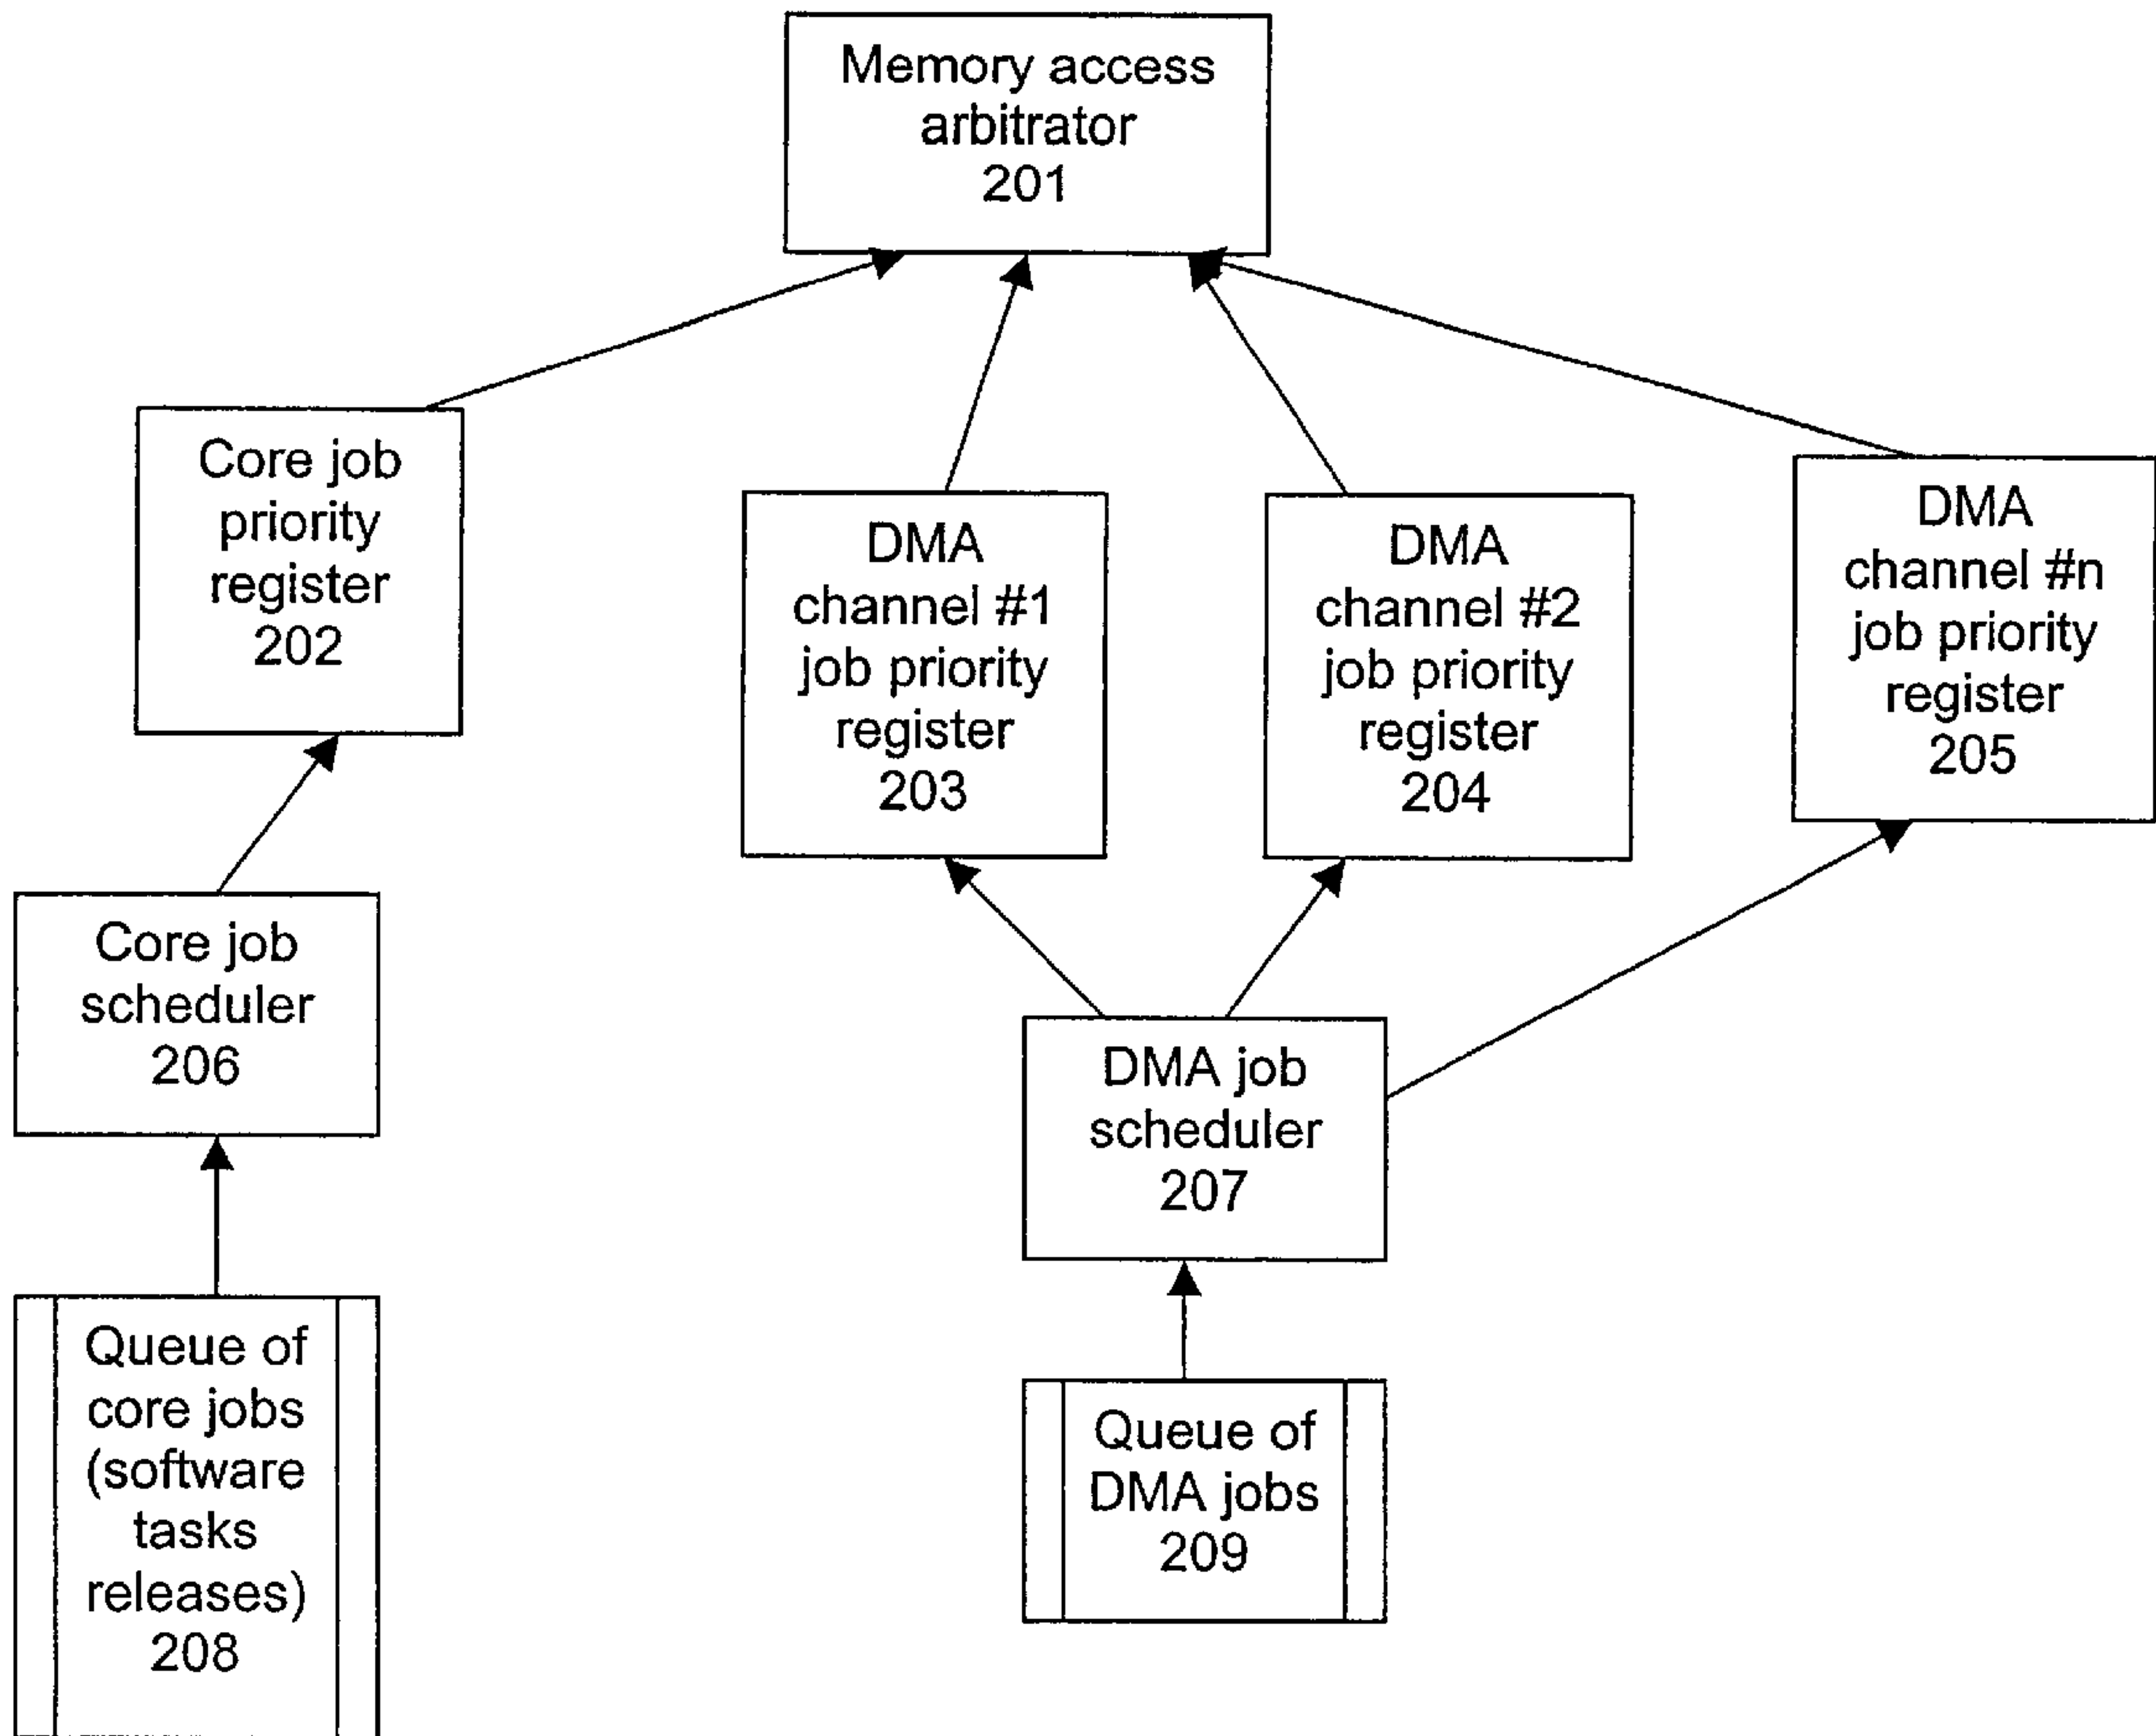 Memory access
arbitrator
201
Core job
priority
register
202
DMA
channel #1
job priority
register
203
DMA
channel #2
job priority
register
204
DMA
channel #n
job priority
register
205
Core job
scheduler
206
DMA job
scheduler
207
Queue of
core jobs
(software
tasks
releases)
208
Queue of
DMA jobs
209